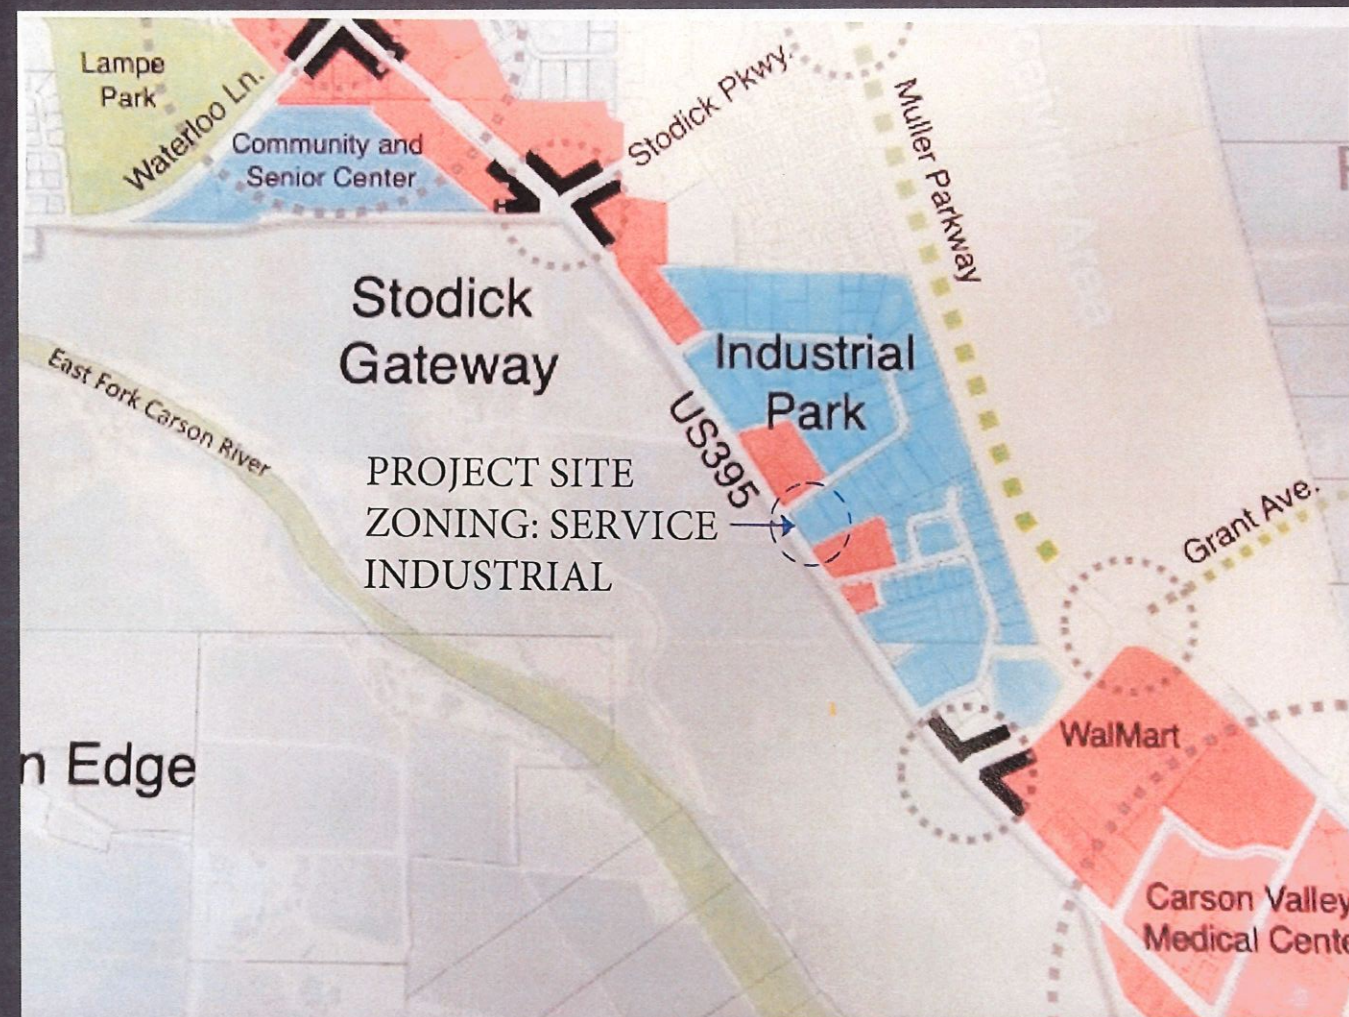 Lampe
Park
Waterloo Ln.
Community and
Senior Center
Stodick Pkwy.
Muller Parkway
Stodick
Gateway
Industrial
Park
US395
East Fork Carson River
PROJECT SITE
ZONING: SERVICE
INDUSTRIAL
Grant Ave.
n Edge
WalMart
Carson Valley
Medical Cente